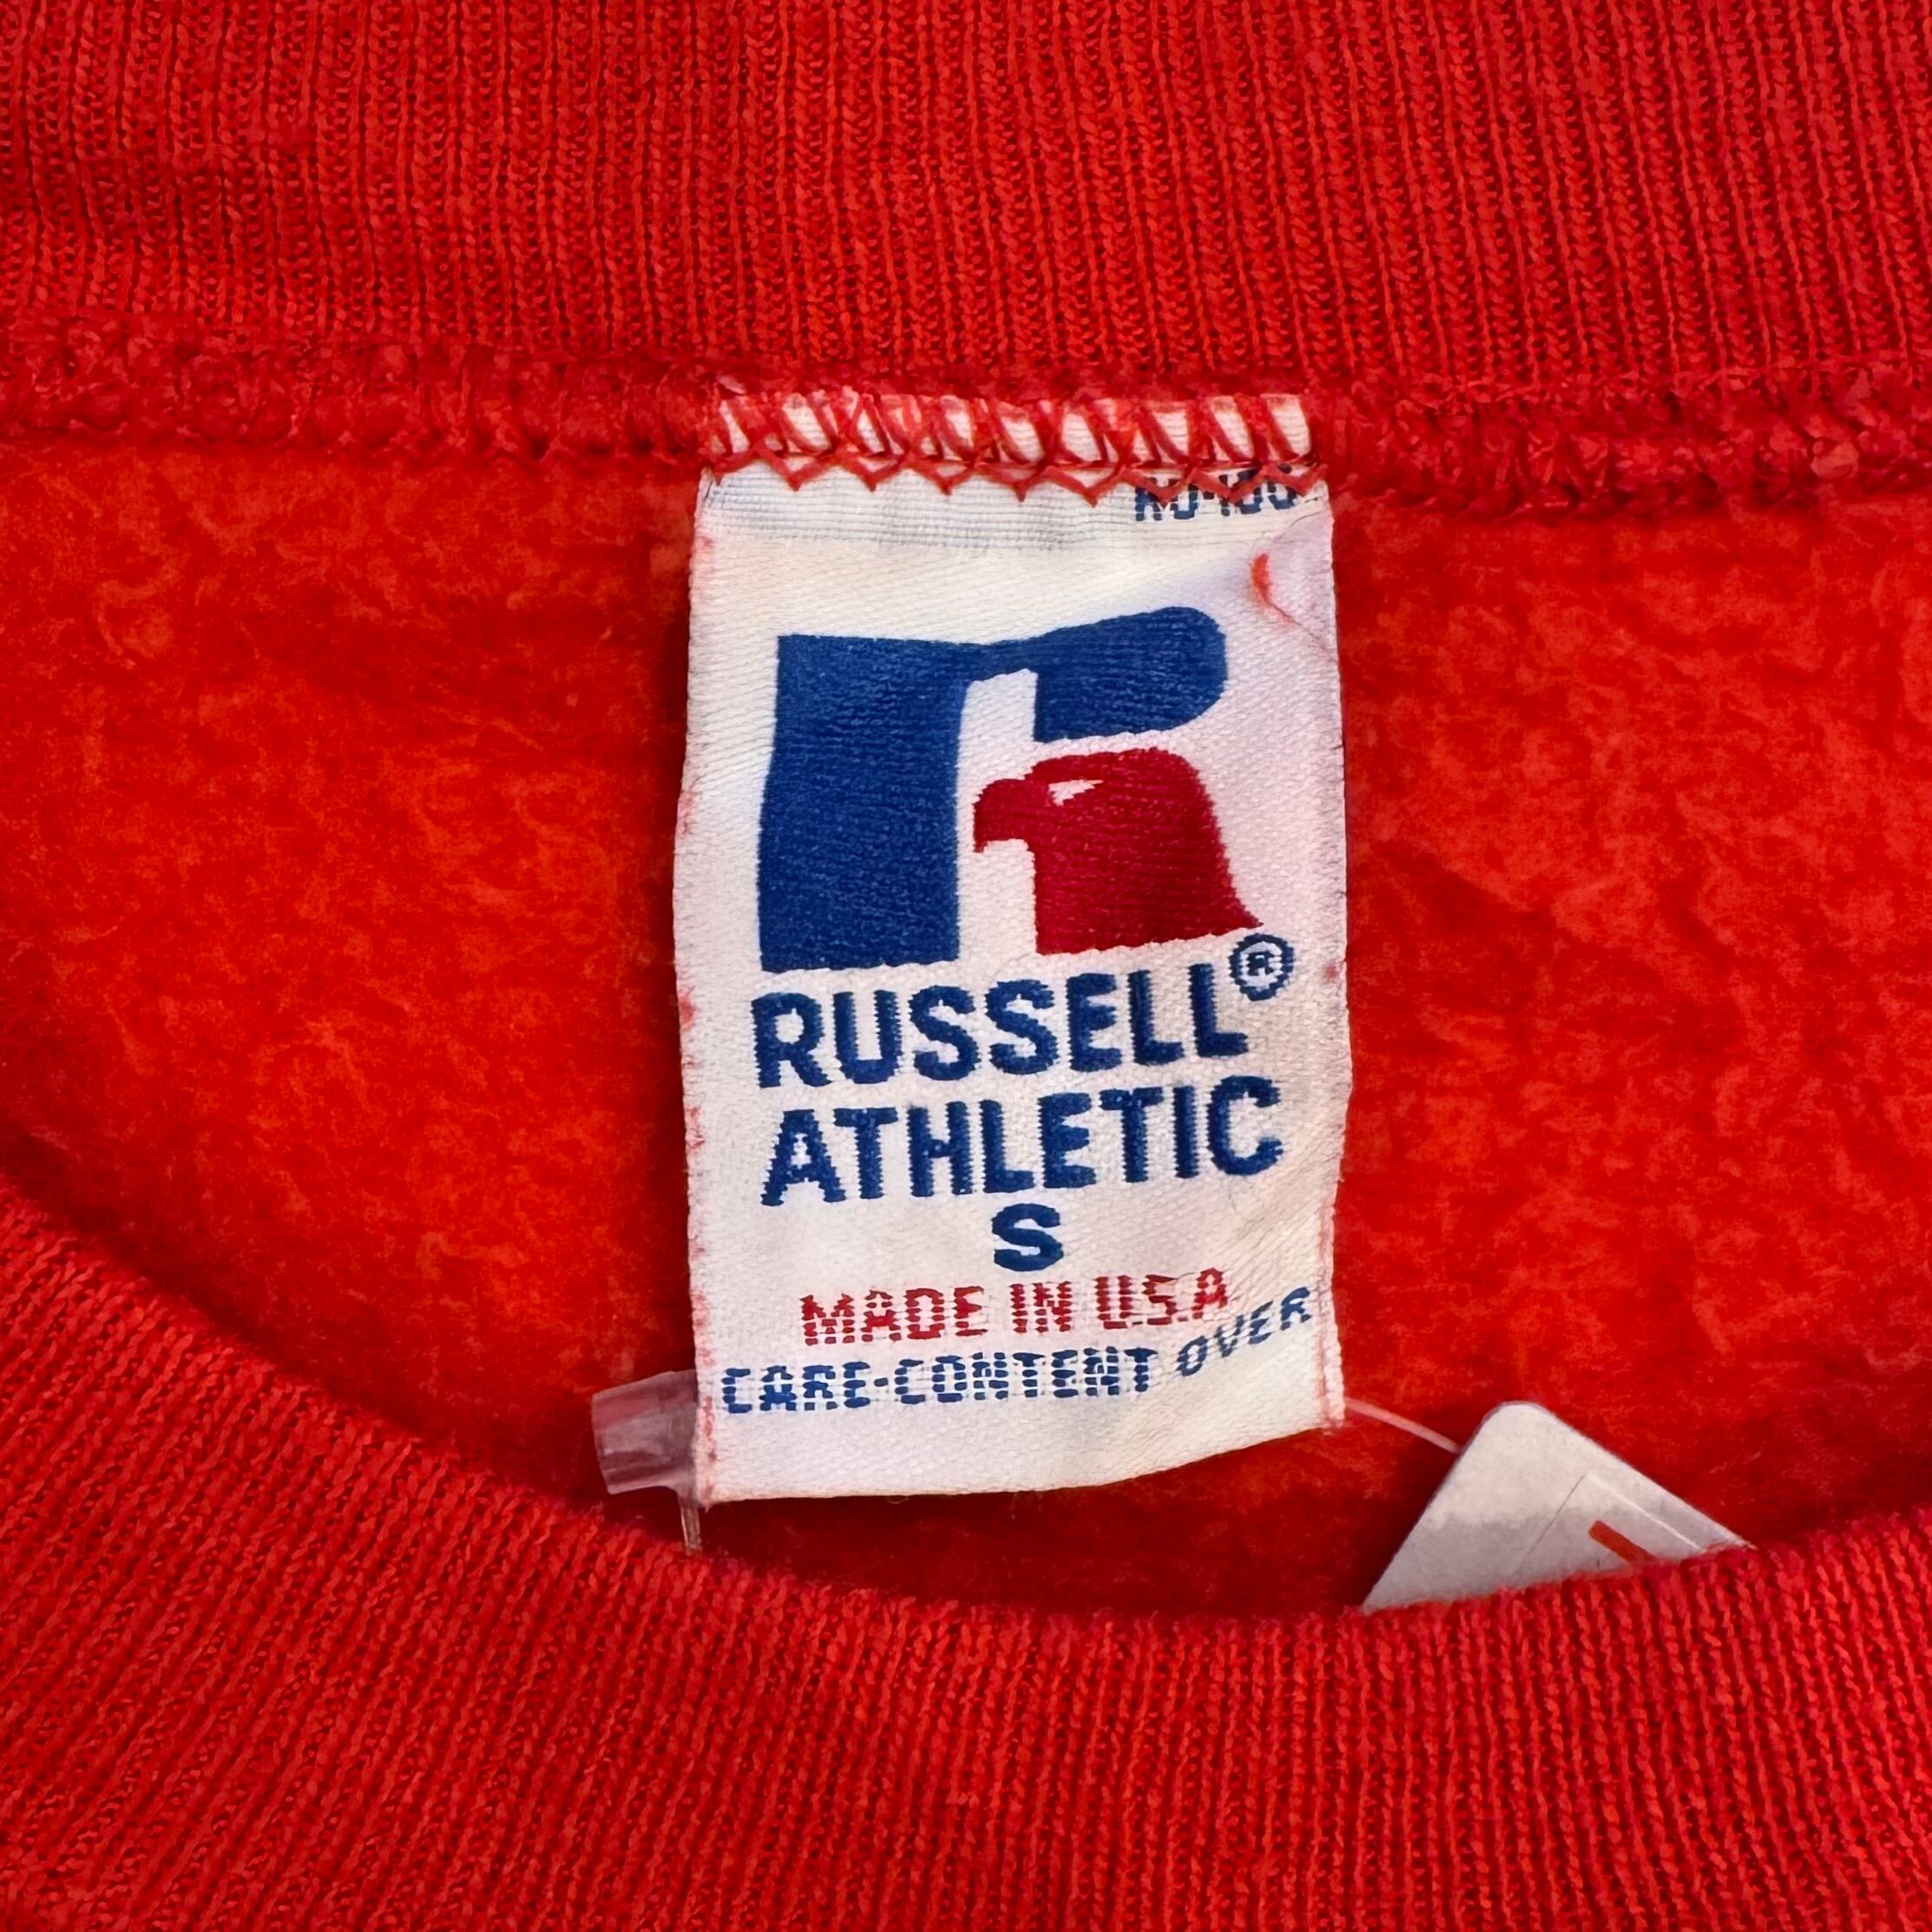 RUSSELL®
ATHLETIC
S
MADE IN U.S.A
CARE-CONTENT OVER